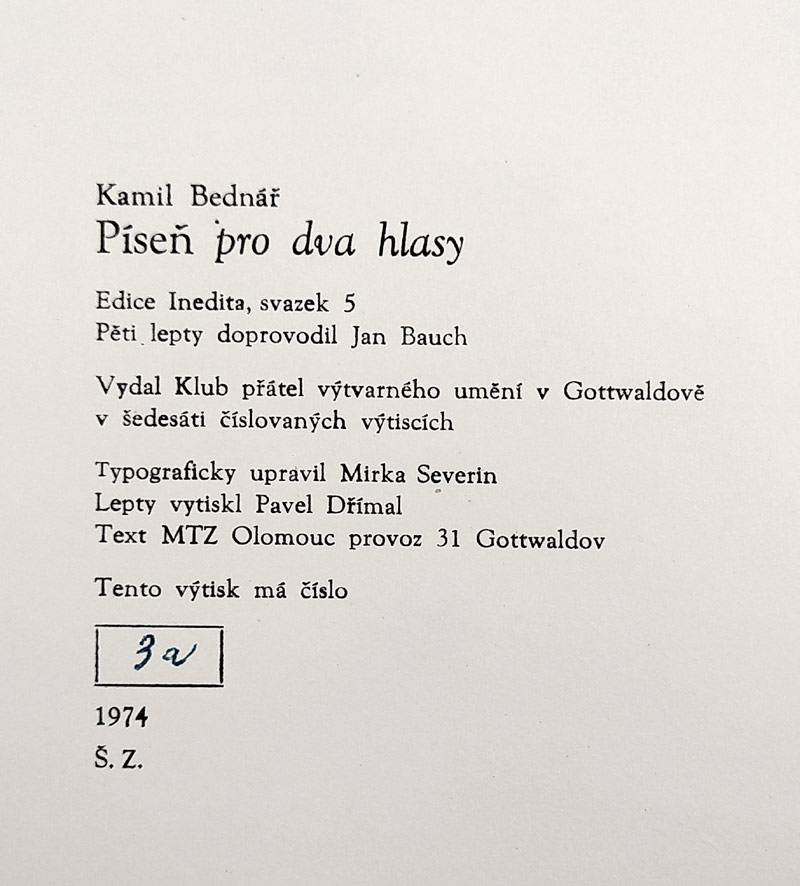 Kamil Bednář
Píseň pro dva hlasy
Edice Inedita, svazek 5
Pěti lepty doprovodil Jan Bauch
Vydal Klub přátel výtvarného umění v Gottwaldově
v šedesáti číslovaných výtiscích
Typograficky upravil Mirka Severin
Lepty vytiskl Pavel Dřímal
Text MTZ Olomouc provoz 31 Gottwaldov
Tento výtisk má číslo
3a
1974
Š. Z.